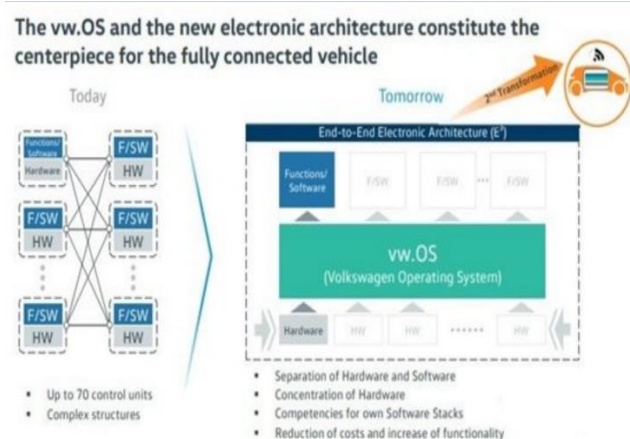 The vw.OS and the new electronic architecture constitute the
centerpiece for the fully connected vehicle
Today
Functions/
Software
Hardware
F/SW
HW
F/SW
HW
F/SW
HW
F/SW
HW
F/SW
HW
▪ Up to 70 control units
▪ Complex structures
Tomorrow
2nd Transformation
End-to-End Electronic Architecture (E³)
Functions/
Software
F/SW
F/SW
F/SW
vw.OS
(Volkswagen Operating System)
Hardware
HW
HW
HW
▪ Separation of Hardware and Software
▪ Concentration of Hardware
▪ Competencies for own Software Stacks
▪ Reduction of costs and increase of functionality